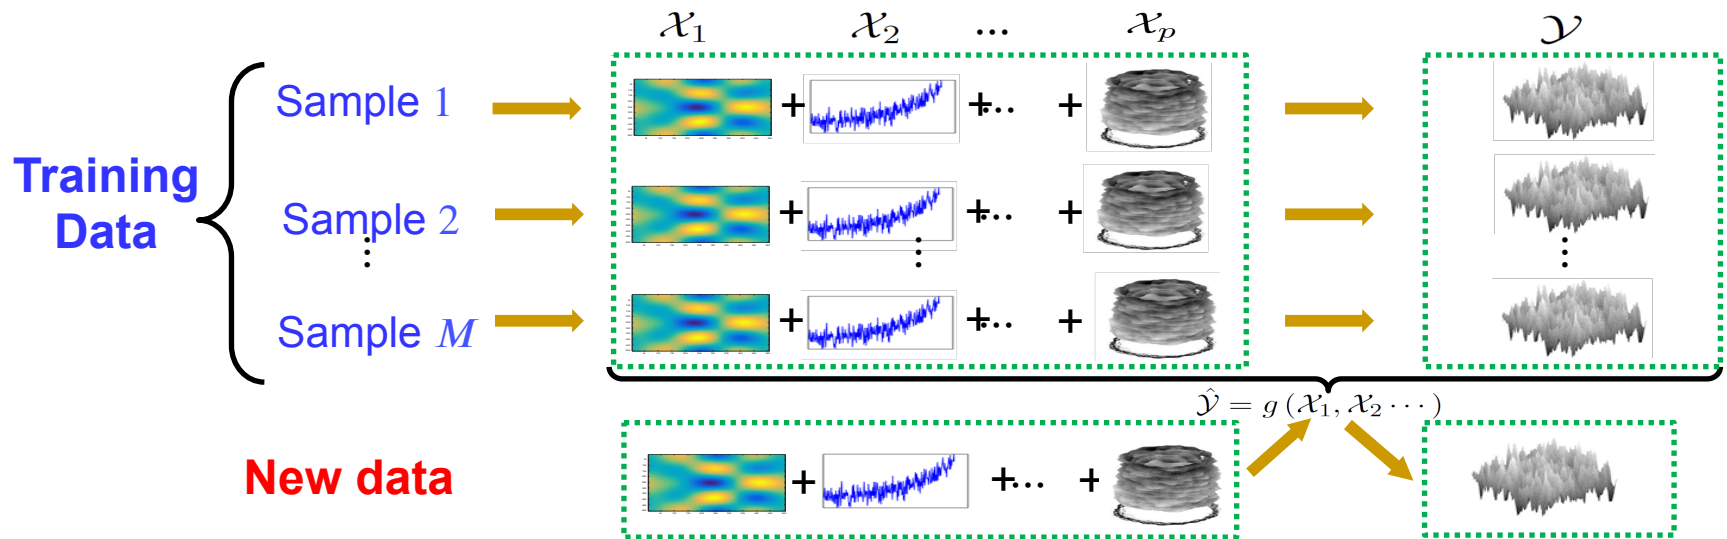 𝒳₁ 𝒳₂ ... 𝒳ₚ 𝒴
Sample 1 + +... +
Training
Data
Sample 2 + +... +
⋮ ⋮ ⋮
Sample M + +... +
𝒴̂ = g (𝒳₁, 𝒳₂ ⋯ )
New data + +... +